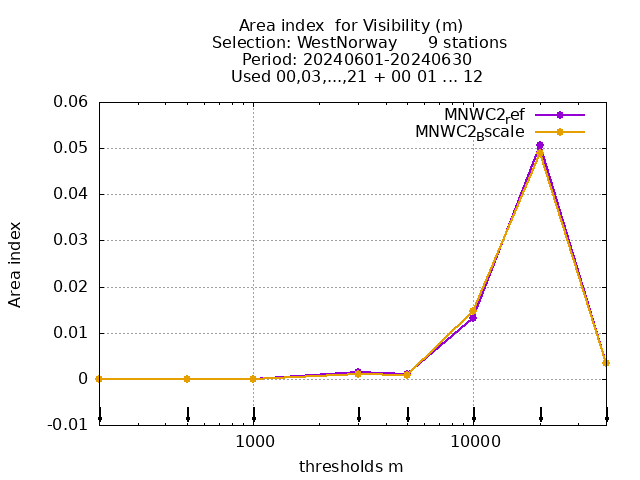 Area index  for Visibility (m)
Selection: WestNorway      9 stations
Period: 20240601-20240630
Used 00,03,...,21 + 00 01 ... 12
MNWC2ref
MNWC2Bscale
0.06
0.05
0.04
0.03
0.02
0.01
0
-0.01
Area index
1000
10000
thresholds m